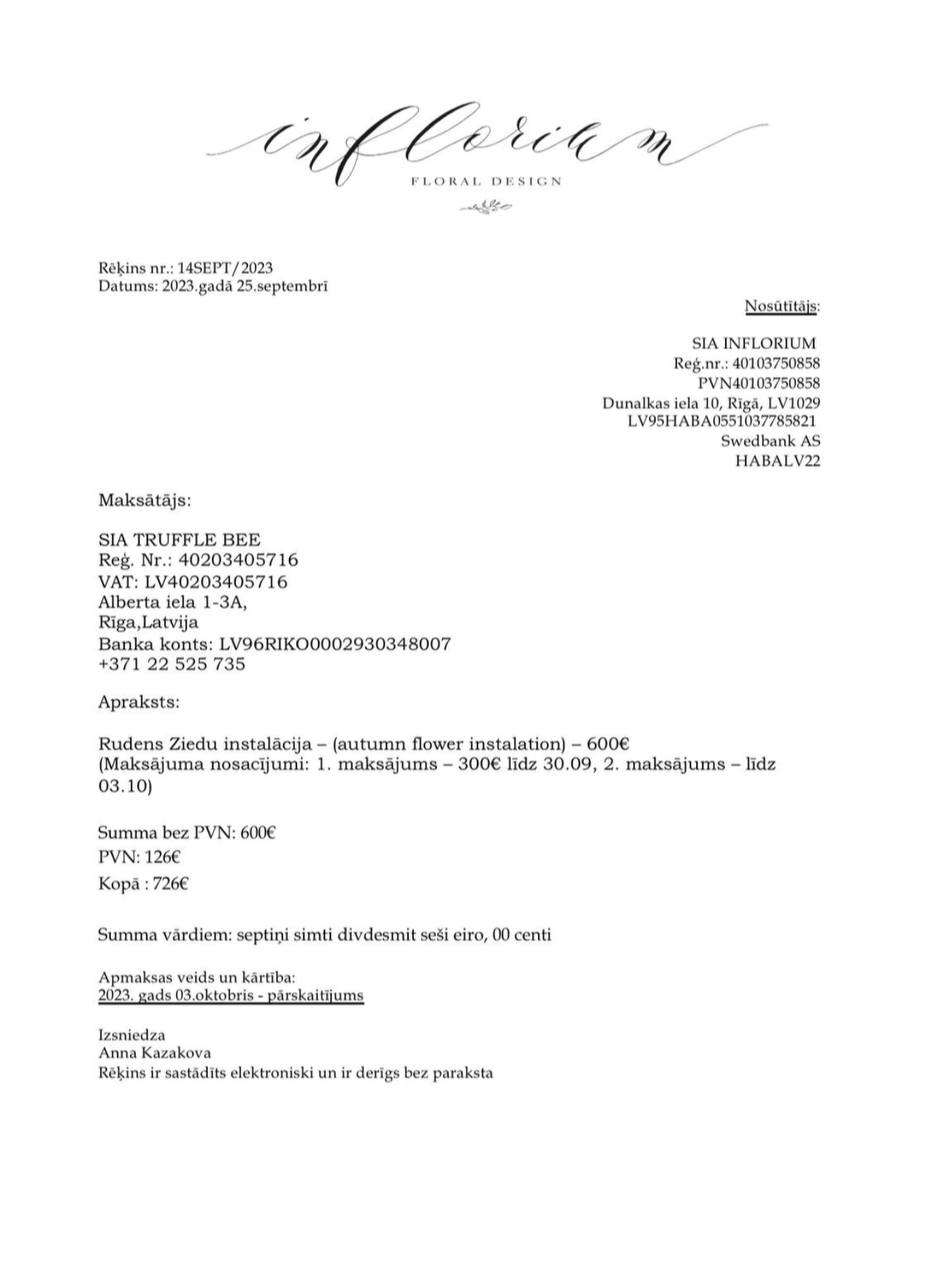 inflorium
FLORAL DESIGN
Rēķins nr.: 14SEPT/2023
Datums: 2023.gadā 25.septembrī
Nosūtītājs:
SIA INFLORIUM
Reģ.nr.: 40103750858
PVN40103750858
Dunalkas iela 10, Rīgā, LV1029
LV95HABA0551037785821
Swedbank AS
HABALV22
Maksātājs:
SIA TRUFFLE BEE
Reģ. Nr.: 40203405716
VAT: LV40203405716
Alberta iela 1-3A,
Rīga,Latvija
Banka konts: LV96RIKO0002930348007
+371 22 525 735
Apraksts:
Rudens Ziedu instalācija – (autumn flower instalation) – 600€
(Maksājuma nosacījumi: 1. maksājums – 300€ līdz 30.09, 2. maksājums – līdz
03.10)
Summa bez PVN: 600€
PVN: 126€
Kopā : 726€
Summa vārdiem: septiņi simti divdesmit seši eiro, 00 centi
Apmaksas veids un kārtība:
2023. gads 03.oktobris - pārskaitījums
Izsniedza
Anna Kazakova
Rēķins ir sastādīts elektroniski un ir derīgs bez paraksta